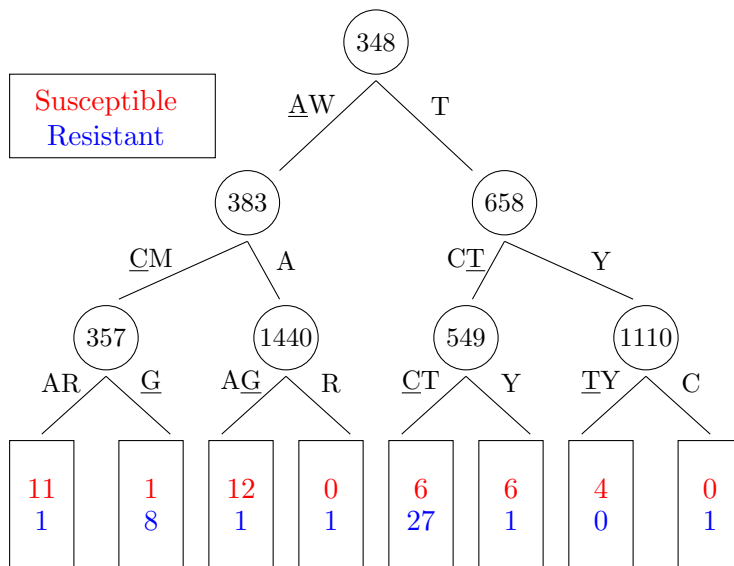 348
Susceptible
Resistant
AW T
383 658
CM A CT Y
357 1440 549 1110
AR G AG R CT Y TY C
11 1 12 0 6 6 4 0
1 8 1 1 27 1 0 1